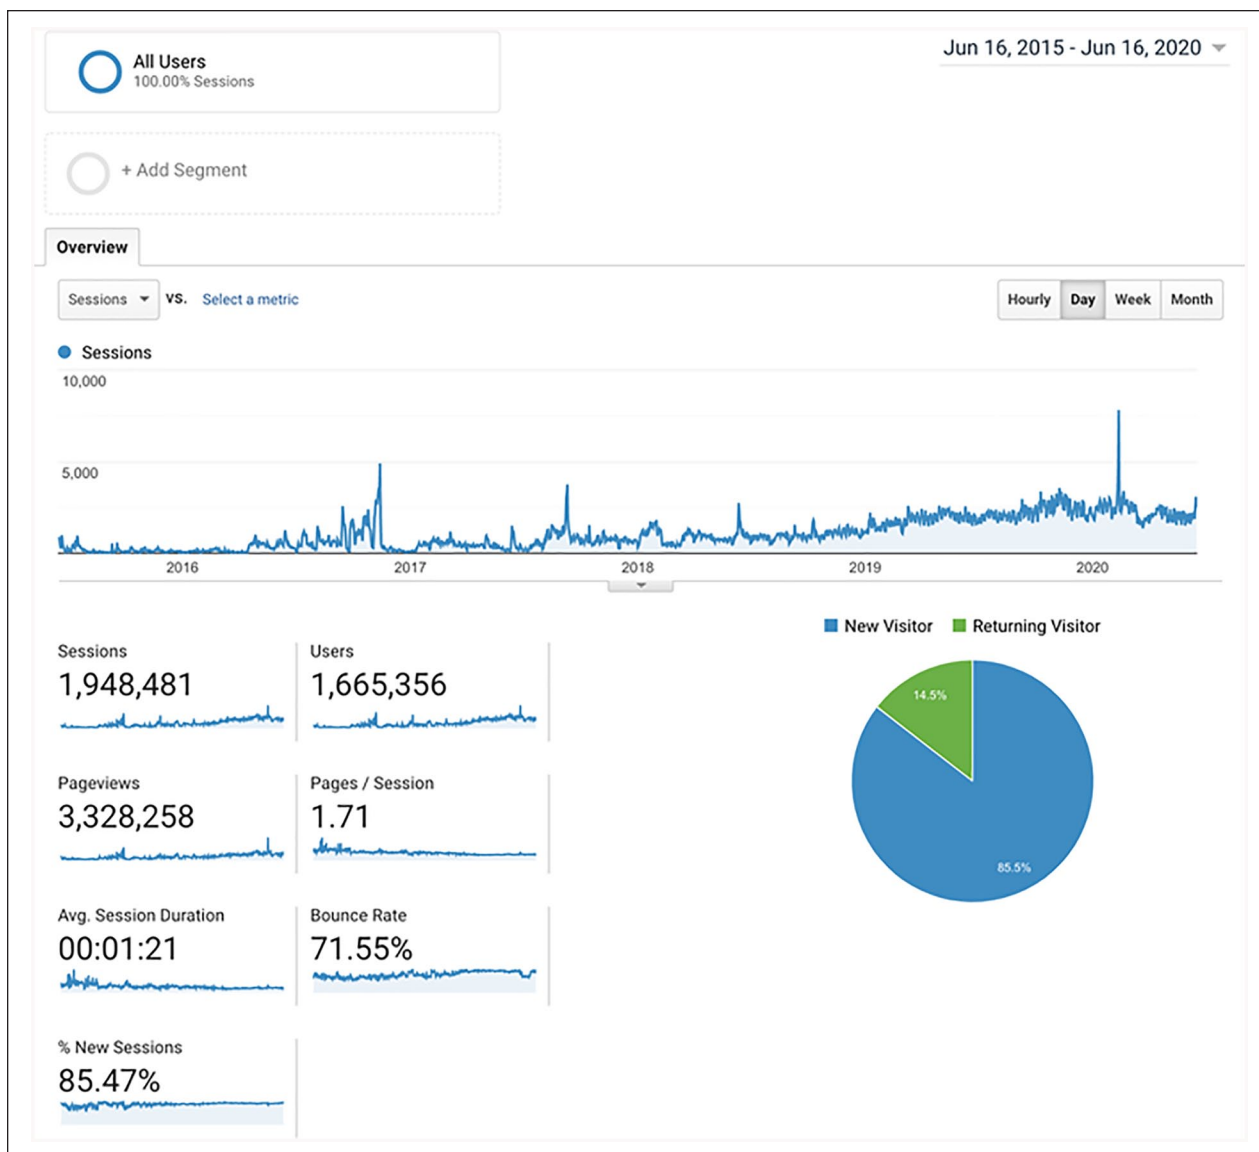 All Users
100.00% Sessions
Jun 16, 2015 - Jun 16, 2020
+ Add Segment
Overview
Sessions vs. Select a metric
Hourly Day Week Month
Sessions
10,000
5,000
2016 2017 2018 2019 2020
New Visitor Returning Visitor
Sessions Users
1,948,481 1,665,356
14.5%
Pageviews Pages / Session
3,328,258 1.71
85.5%
Avg. Session Duration Bounce Rate
00:01:21 71.55%
% New Sessions
85.47%